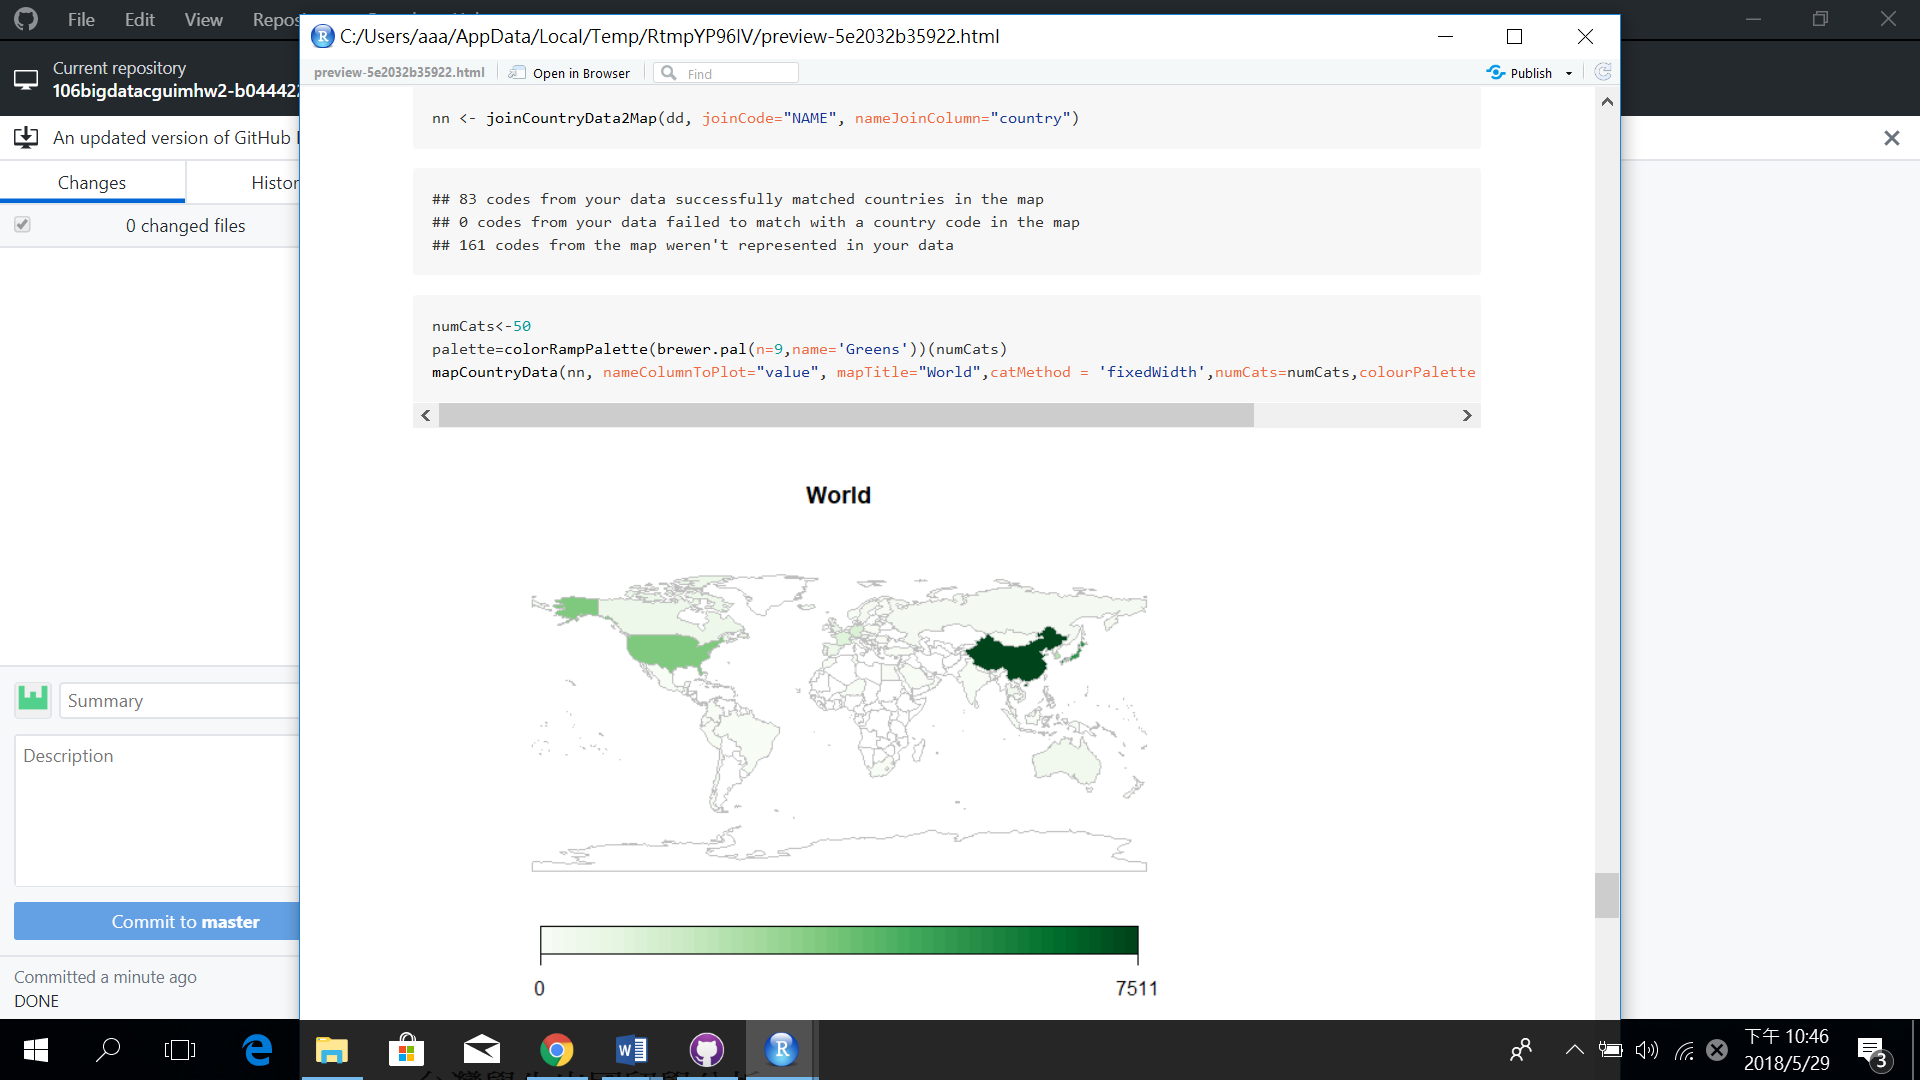 File Edit View Repos
Current repository
106bigdatacguimhw2-b044422
An updated version of GitHub
Changes
Histor
0 changed files
Summary
Description
Commit to master
Committed a minute ago
DONE
C:/Users/aaa/AppData/Local/Temp/RtmpYP96lV/preview-5e2032b35922.html
preview-5e2032b35922.html Open in Browser Find Publish
nn <- joinCountryData2Map(dd, joinCode="NAME", nameJoinColumn="country")
## 83 codes from your data successfully matched countries in the map
## 0 codes from your data failed to match with a country code in the map
## 161 codes from the map weren't represented in your data
numCats<-50
palette=colorRampPalette(brewer.pal(n=9,name='Greens'))(numCats)
mapCountryData(nn, nameColumnToPlot="value", mapTitle="World",catMethod = 'fixedWidth',numCats=numCats,colourPalette
World
0 7511
下午 10:46
2018/5/29
3